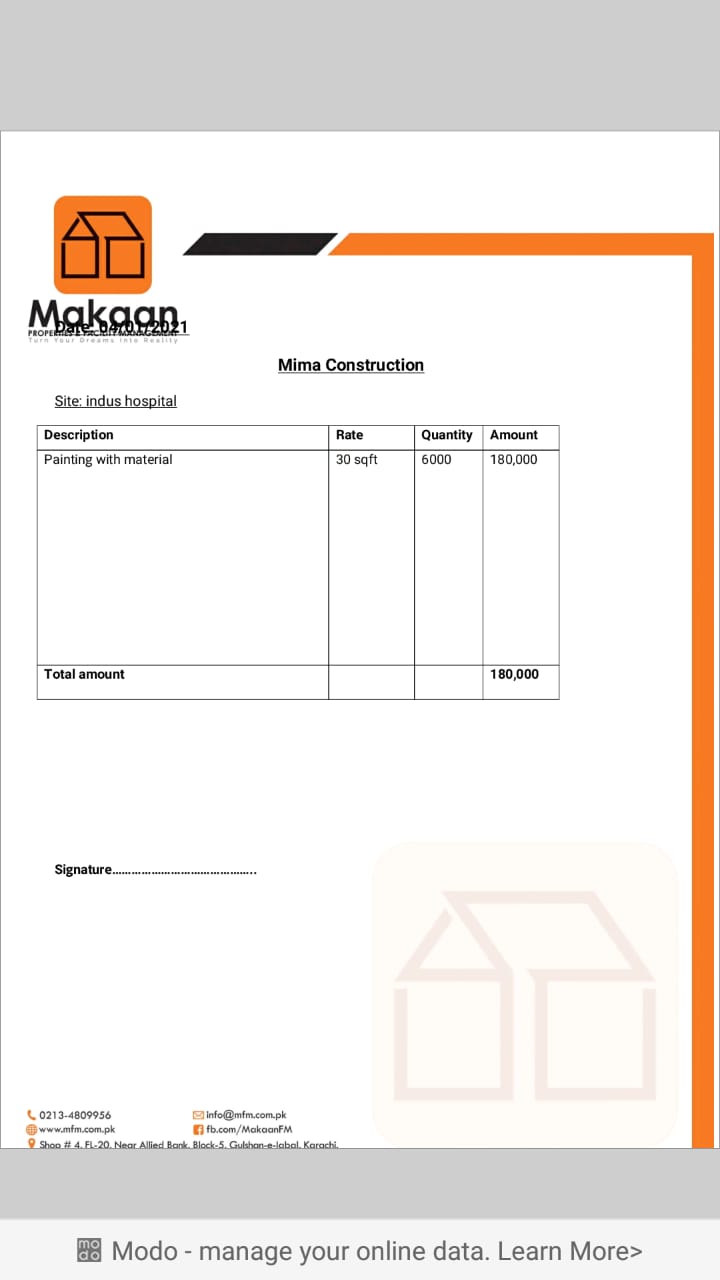 Makaan
PROPERTIES & FACILITY MANAGEMENT
Turn Your Dreams Into Reality
Date: 04/01/2021
Mima Construction
Site: indus hospital
Description Rate Quantity Amount
Painting with material 30 sqft 6000 180,000
Total amount 180,000
Signature...............................................
0213-4809956 info@mfm.com.pk
www.mfm.com.pk fb.com/MakaanFM
Shop # 4, FL-20, Near Allied Bank, Block-5, Gulshan-e-Iqbal, Karachi.
modo Modo - manage your online data. Learn More>